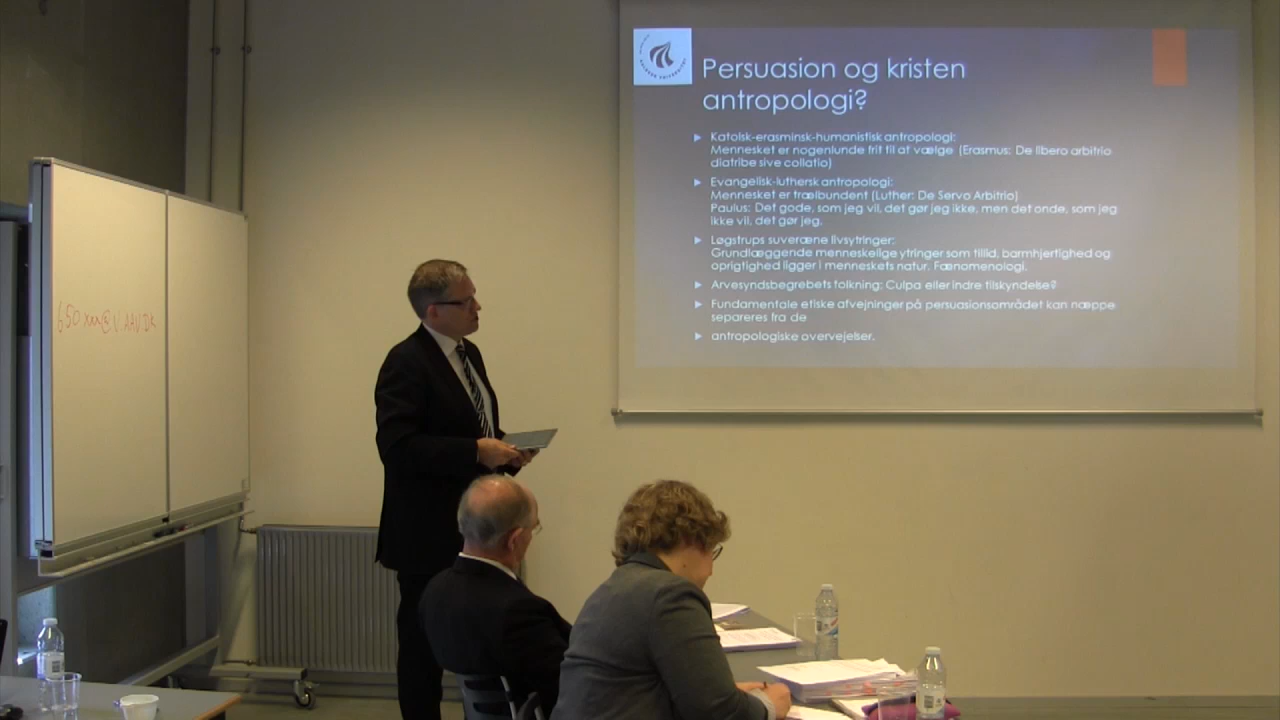 Persuasion og kristen
antropologi?
Katolsk-erasminsk-humanistisk antropologi:
Mennesket er nogenlunde frit til at vælge (Erasmus: De libero arbitrio
diatribe sive collatio)
Evangelisk-luthersk antropologi:
Mennesket er trælbundent (Luther: De Servo Arbitrio)
Paulus: Det gode, som jeg vil, det gør jeg ikke, men det onde, som jeg
ikke vil, det gør jeg.
Løgstrups suveræne livsytringer:
Grundlæggende menneskelige ytringer som tillid, barmhjertighed og
oprigtighed ligger i menneskets natur. Fænomenologi.
Arvesyndsbegrebets tolkning: Culpa eller indre tilskyndelse?
Fundamentale etiske afvejninger på persuasionsområdet kan næppe
separeres fra de
antropologiske overvejelser.